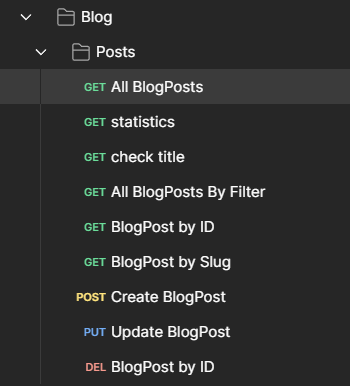 Blog
Posts
GET All BlogPosts
GET statistics
GET check title
GET All BlogPosts By Filter
GET BlogPost by ID
GET BlogPost by Slug
POST Create BlogPost
PUT Update BlogPost
DEL BlogPost by ID